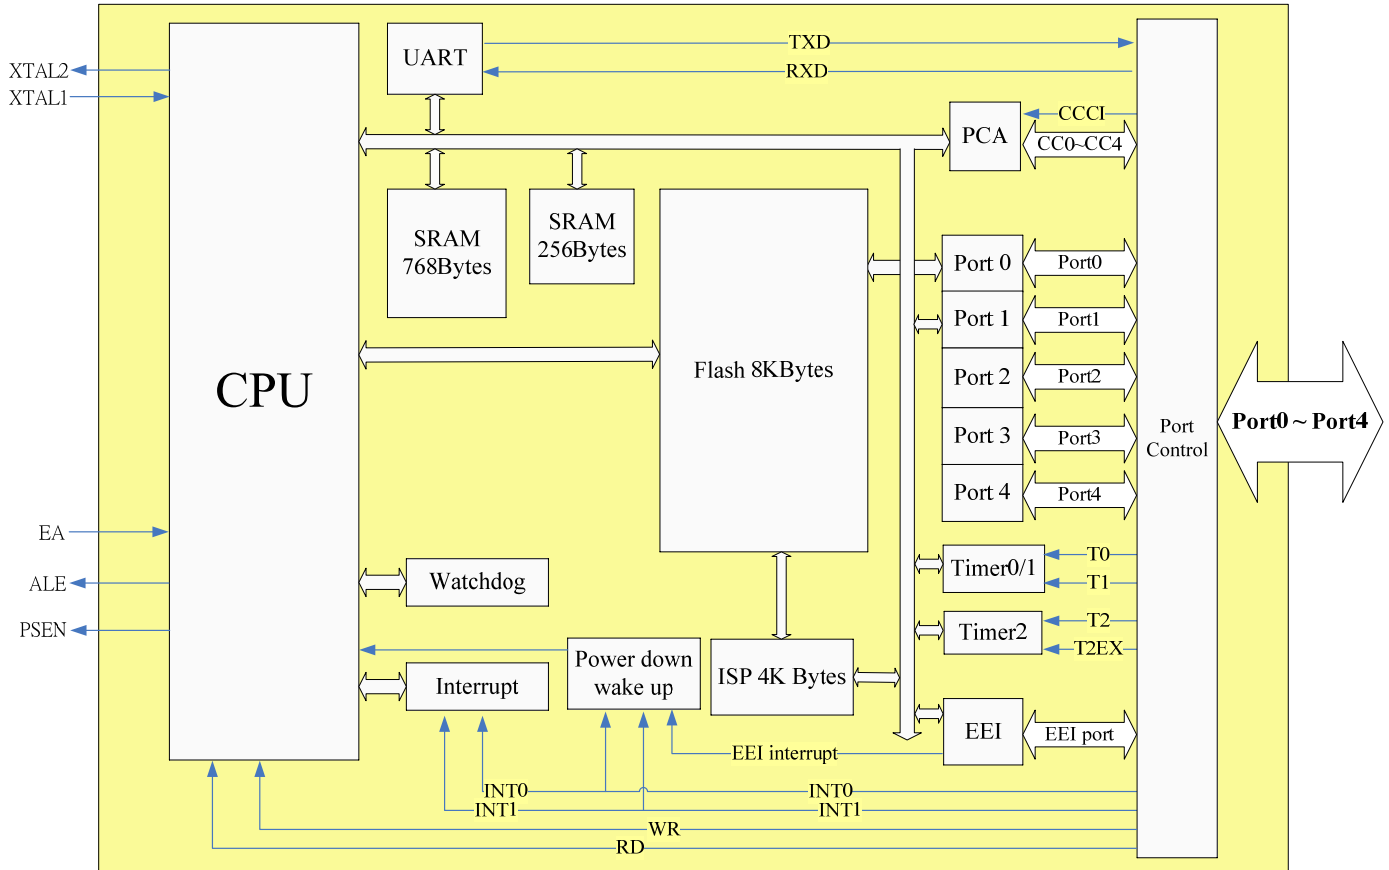 XTAL2
XTAL1
EA
ALE
PSEN
CPU
UART
TXD
RXD
PCA
CCCI
CC0~CC4
SRAM
768Bytes
SRAM
256Bytes
Flash 8KBytes
Port 0
Port 1
Port 2
Port 3
Port 4
Port0
Port1
Port2
Port3
Port4
Port
Control
Port0 ~ Port4
Watchdog
Interrupt
Power down
wake up
ISP 4K Bytes
Timer0/1
T0
T1
Timer2
T2
T2EX
EEI
EEI port
EEI interrupt
INT0
INT0
INT1
INT1
WR
RD